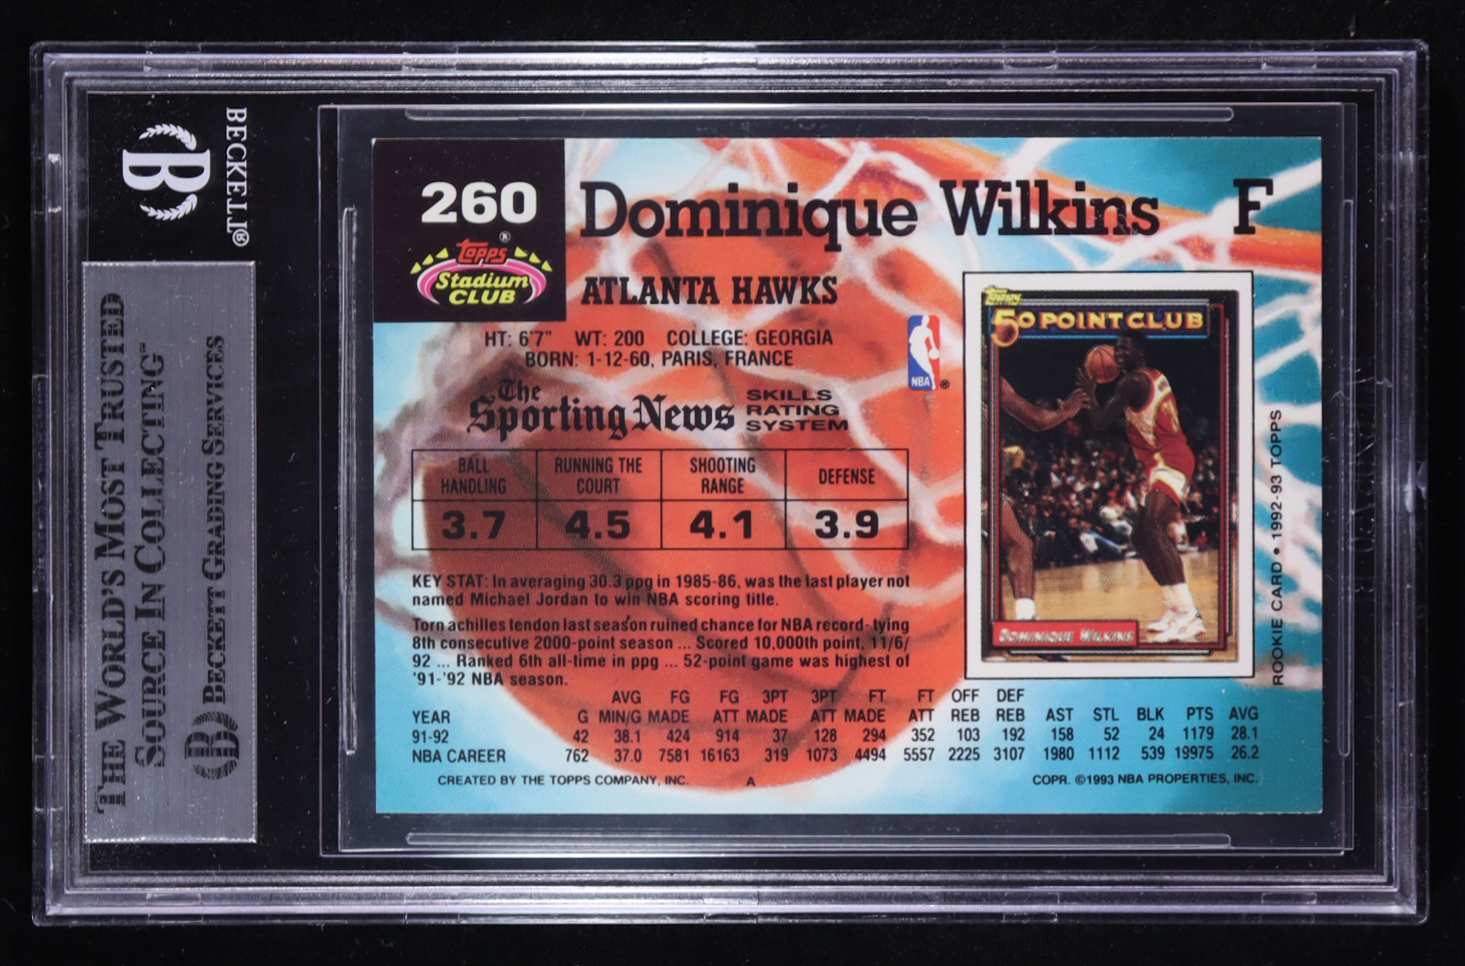 BECKETT®
THE WORLD'S MOST TRUSTED
SOURCE IN COLLECTING™
BECKETT GRADING SERVICES
260
Topps®
Stadium
CLUB
Dominique Wilkins F
ATLANTA HAWKS
HT: 6'7" WT: 200 COLLEGE: GEORGIA
BORN: 1-12-60, PARIS, FRANCE
NBA®
The
Sporting News
SKILLS
RATING
SYSTEM
BALL HANDLING RUNNING THE COURT SHOOTING RANGE DEFENSE
3.7 4.5 4.1 3.9
KEY STAT: In averaging 30.3 ppg in 1985-86, was the last player not
named Michael Jordan to win NBA scoring title.
Torn achilles tendon last season ruined chance for NBA record- tying
8th consecutive 2000-point season ... Scored 10,000th point, 11/6/
92 ... Ranked 6th all-time in ppg ... 52-point game was highest of
'91-'92 NBA season.
YEAR G AVG MIN/G FG MADE FG ATT 3PT MADE 3PT ATT FT MADE FT ATT OFF REB DEF REB AST STL BLK PTS AVG
91-92 42 38.1 424 914 37 128 294 352 103 192 158 52 24 1179 28.1
NBA CAREER 762 37.0 7581 16163 319 1073 4494 5557 2225 3107 1980 1112 539 19975 26.2
CREATED BY THE TOPPS COMPANY, INC. A COPR. ©1993 NBA PROPERTIES, INC.
Topps
50 POINT CLUB
DOMINIQUE WILKINS
ROOKIE CARD • 1992-93 TOPPS